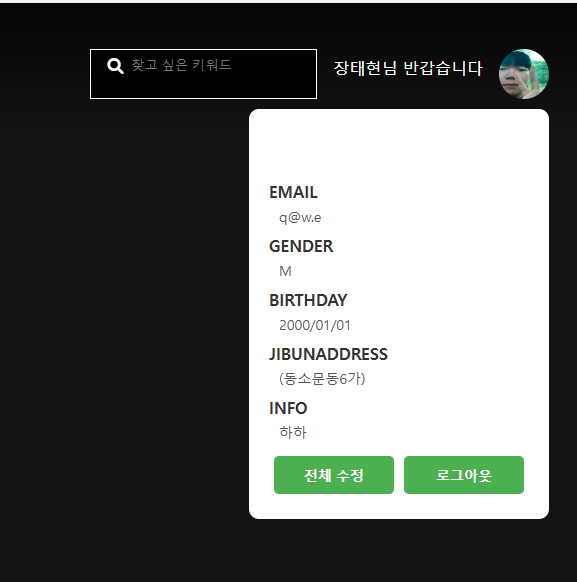 찾고 싶은 키워드
장태현님 반갑습니다
EMAIL
q@w.e
GENDER
M
BIRTHDAY
2000/01/01
JIBUNADDRESS
(동소문동6가)
INFO
하하
전체 수정
로그아웃